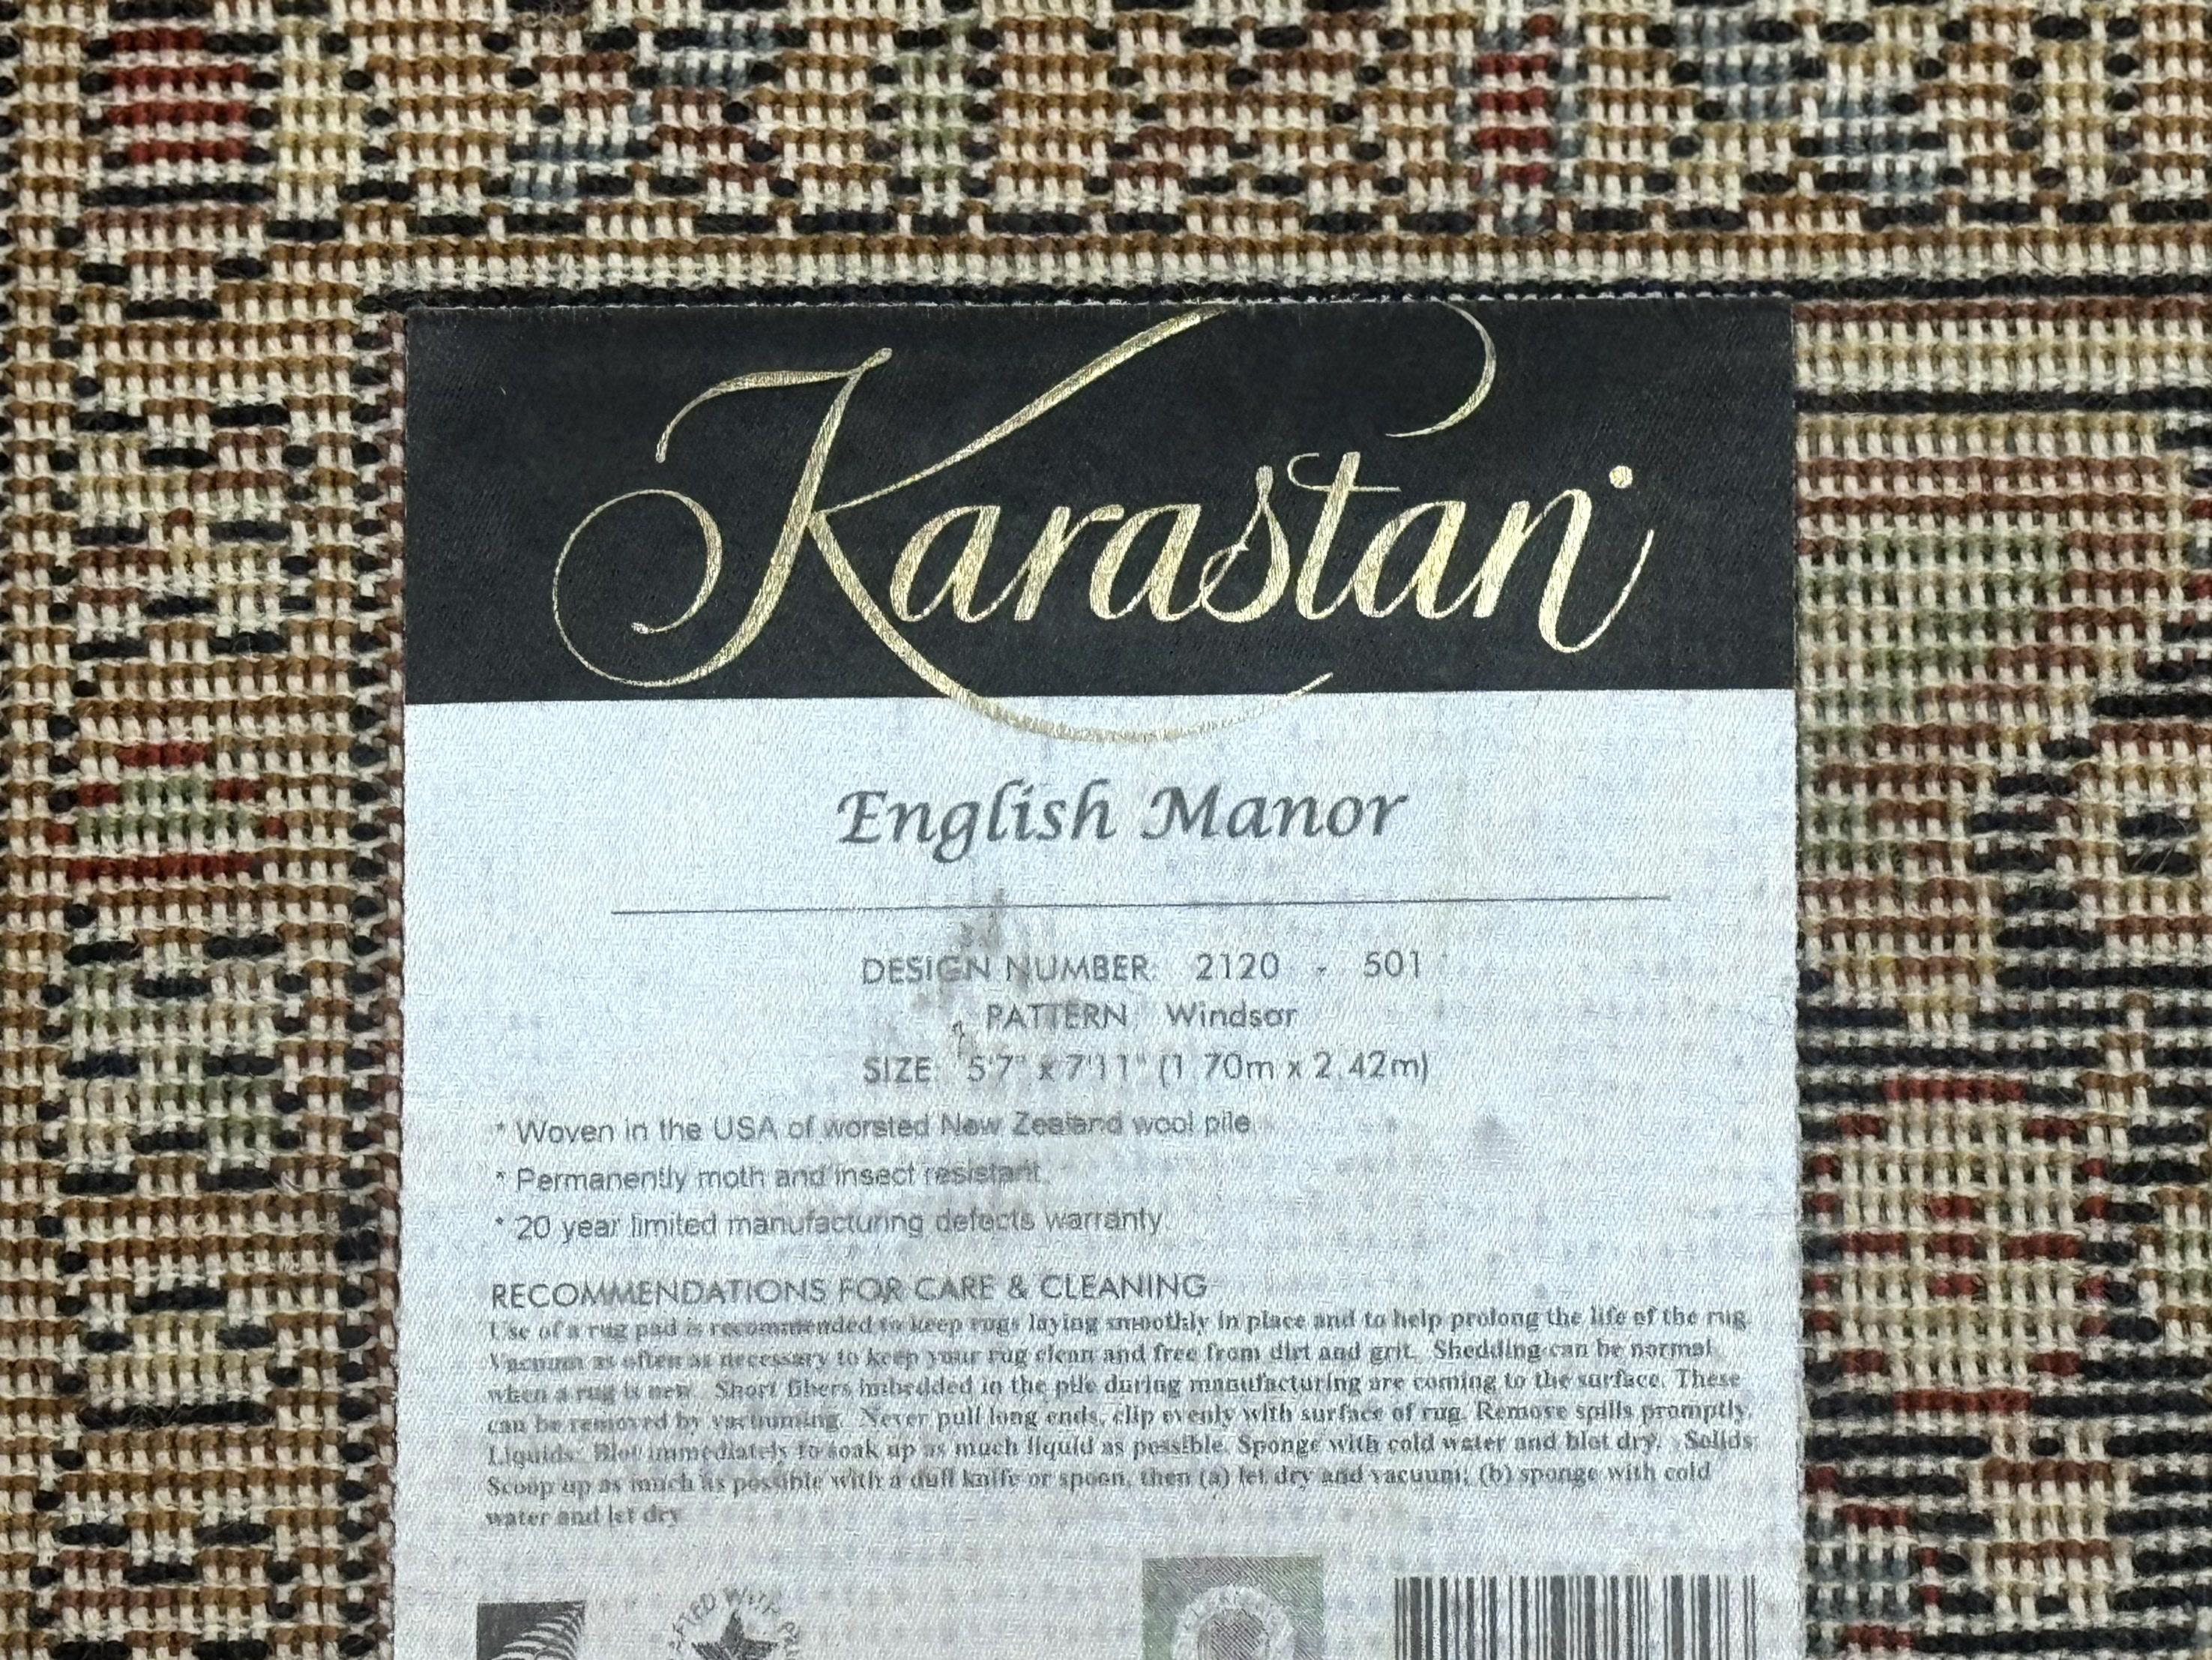 Karastan
English Manor
DESIGN NUMBER: 2120 - 501
PATTERN: Windsor
SIZE: 5'7" x 7'11" (1.70m x 2.42m)
* Woven in the USA of worsted New Zealand wool pile.
* Permanently moth and insect resistant.
* 20 year limited manufacturing defects warranty.
RECOMMENDATIONS FOR CARE & CLEANING
Use of a rug pad is recommended to keep rugs laying smoothly in place and to help prolong the life of the rug.
Vacuum as often as necessary to keep your rug clean and free from dirt and grit. Shedding can be normal
when a rug is new. Short fibers imbedded in the pile during manufacturing are coming to the surface. These
can be removed by vacuuming. Never pull long ends, clip evenly with surface of rug. Remove spills promptly.
Liquids: Blot immediately to soak up as much liquid as possible. Sponge with cold water and blot dry. Solids:
Scoop up as much as possible with a dull knife or spoon, then (a) let dry and vacuum; (b) sponge with cold
water and let dry